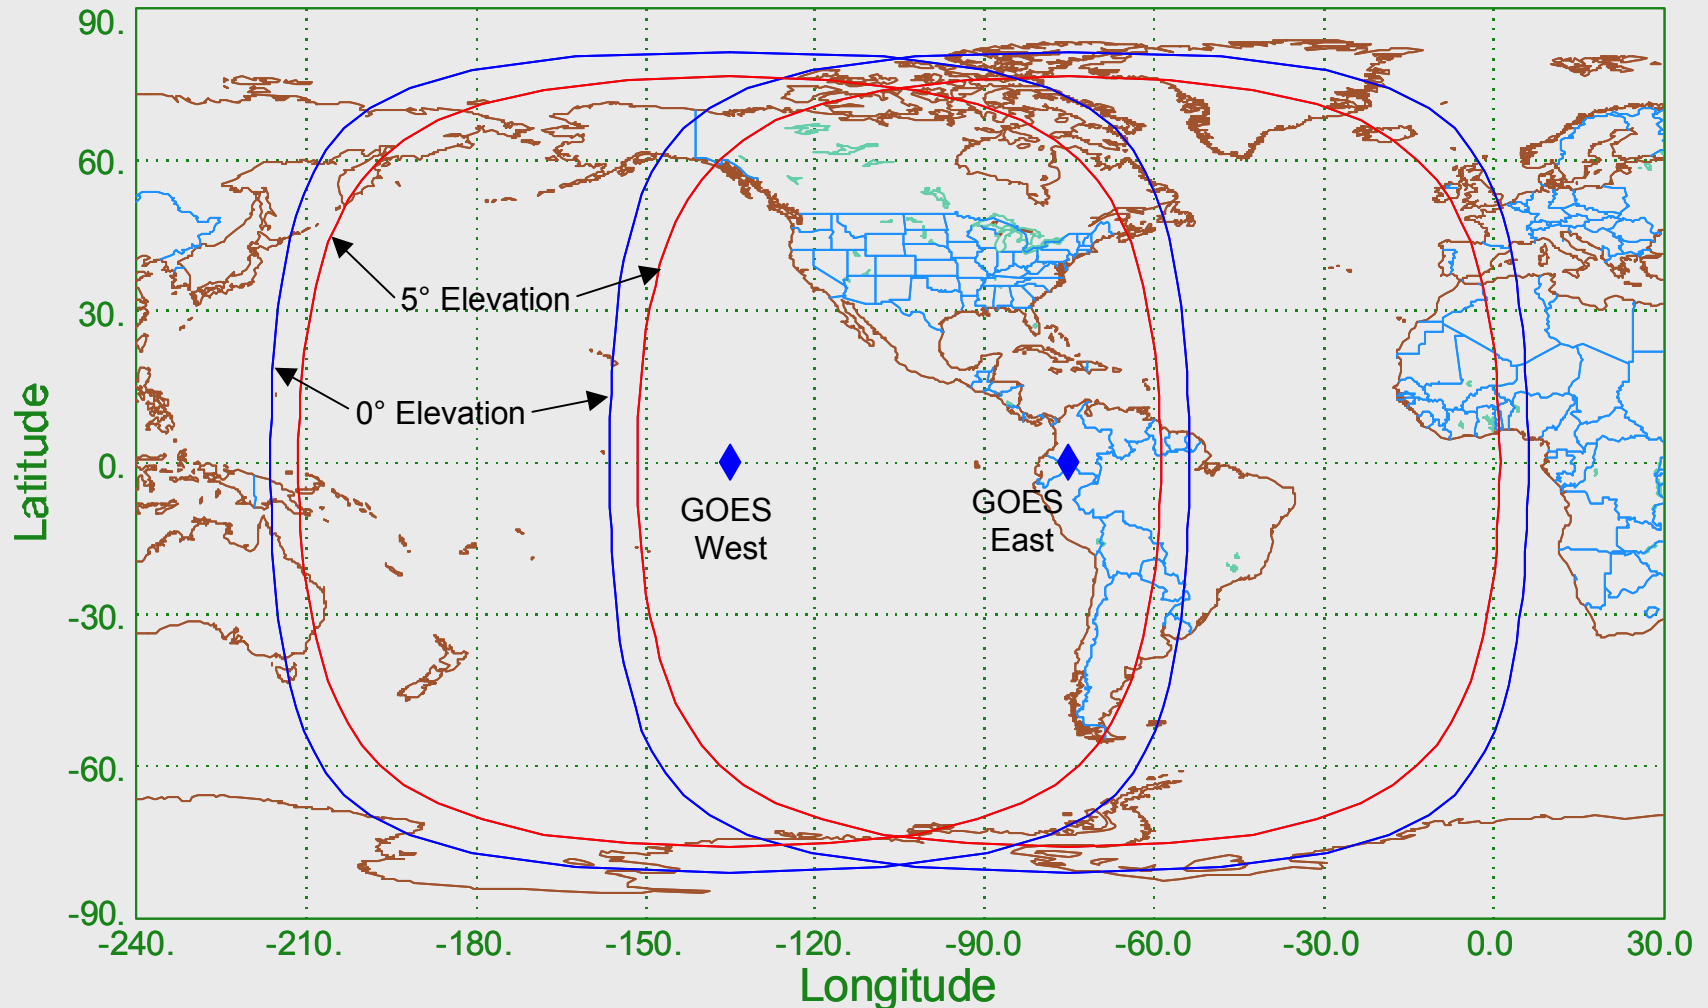 90.
60.
30.
0.
-30.
-60.
-90.
Latitude
5° Elevation
0° Elevation
GOES
West
GOES
East
-240.
-210.
-180.
-150.
-120.
-90.0
-60.0
-30.0
0.0
30.0
Longitude